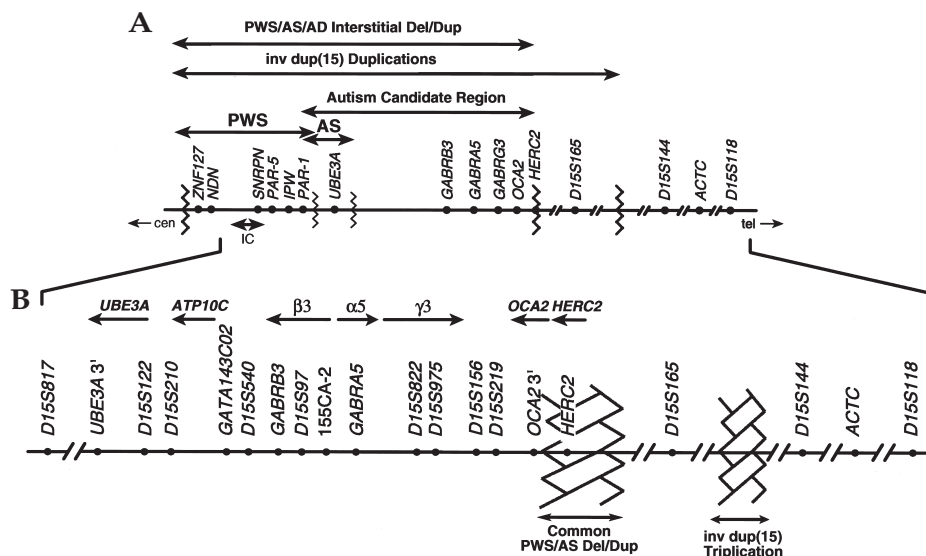 A
PWS/AS/AD Interstitial Del/Dup
inv dup(15) Duplications
Autism Candidate Region
PWS
AS
ZNF127
NDN
SNRPN
PAR-5
IPW
PAR-1
UBE3A
GABRB3
GABRA5
GABRG3
OCA2
HERC2
D15S165
D15S144
ACTC
D15S118
cen
IC
tel
B
UBE3A
ATP10C
β3
α5
γ3
OCA2
HERC2
D15S817
UBE3A 3'
D15S122
D15S210
GATA143C02
D15S540
GABRB3
D15S97
155CA-2
GABRA5
D15S822
D15S975
D15S156
D15S219
OCA2 3'
HERC2
D15S165
D15S144
ACTC
D15S118
Common
PWS/AS Del/Dup
inv dup(15)
Triplication